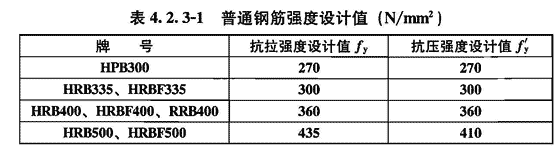 表 4.2.3-1 普通钢筋强度设计值（N/mm²）
牌 号 抗拉强度设计值 fy 抗压强度设计值 f′y
HPB300 270 270
HRB335、HRBF335 300 300
HRB400、HRBF400、RRB400 360 360
HRB500、HRBF500 435 410